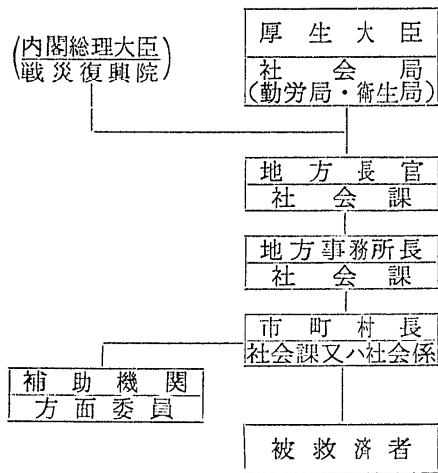 厚生大臣
社会局
(勤労局・衛生局)
(内閣総理大臣
戦災復興院)
地方長官
社会課
地方事務所長
社会課
市町村長
社会課又ハ社会係
補助機関
方面委員
被救済者